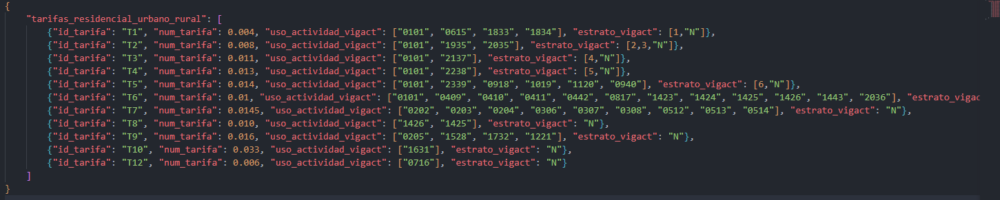 {
"tarifas_residencial_urbano_rural": [
{"id_tarifa": "T1", "num_tarifa": 0.004, "uso_actividad_vigact": ["0101", "0615", "1833", "1834"], "estrato_vigact": [1,"N"]},
{"id_tarifa": "T2", "num_tarifa": 0.008, "uso_actividad_vigact": ["0101", "1935", "2035"], "estrato_vigact": [2,3,"N"]},
{"id_tarifa": "T3", "num_tarifa": 0.011, "uso_actividad_vigact": ["0101", "2137"], "estrato_vigact": [4,"N"]},
{"id_tarifa": "T4", "num_tarifa": 0.013, "uso_actividad_vigact": ["0101", "2238"], "estrato_vigact": [5,"N"]},
{"id_tarifa": "T5", "num_tarifa": 0.014, "uso_actividad_vigact": ["0101", "2339", "0918", "1019", "1120", "0940"], "estrato_vigact": [6,"N"]},
{"id_tarifa": "T6", "num_tarifa": 0.01, "uso_actividad_vigact": ["0101", "0409", "0410", "0411", "0442", "0817", "1423", "1424", "1425", "1426", "1443", "2036"], "estrato_vigac
{"id_tarifa": "T7", "num_tarifa": 0.0145, "uso_actividad_vigact": ["0202", "0203", "0204", "0306", "0307", "0308", "0512", "0513", "0514"], "estrato_vigact": "N"},
{"id_tarifa": "T8", "num_tarifa": 0.010, "uso_actividad_vigact": ["1426", "1425"], "estrato_vigact": "N"},
{"id_tarifa": "T9", "num_tarifa": 0.016, "uso_actividad_vigact": ["0205", "1528", "1732", "1221"], "estrato_vigact": "N"},
{"id_tarifa": "T10", "num_tarifa": 0.033, "uso_actividad_vigact": ["1631"], "estrato_vigact": "N"},
{"id_tarifa": "T12", "num_tarifa": 0.006, "uso_actividad_vigact": ["0716"], "estrato_vigact": "N"}
]
}